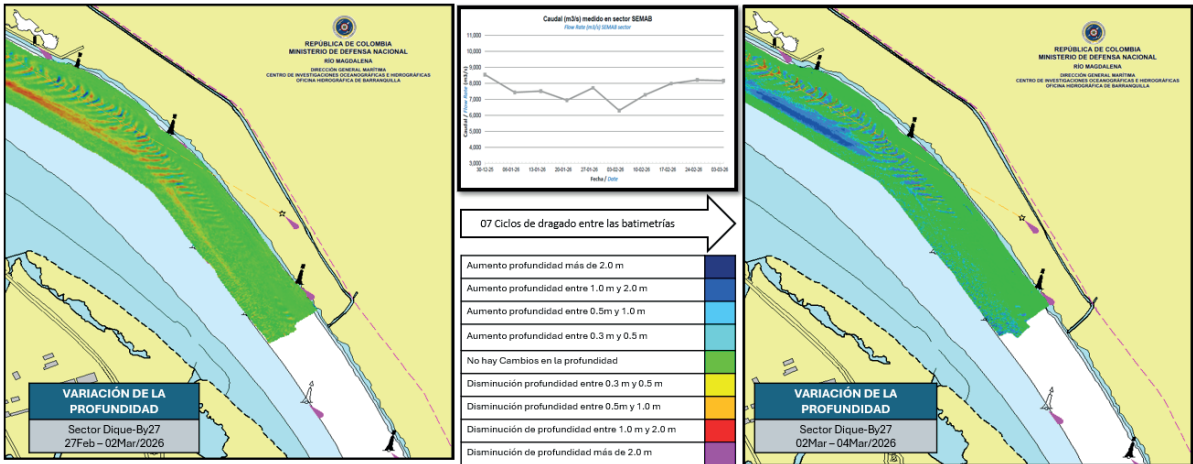 REPÚBLICA DE COLOMBIA
MINISTERIO DE DEFENSA NACIONAL
RÍO MAGDALENA
DIRECCIÓN GENERAL MARÍTIMA
CENTRO DE INVESTIGACIONES OCEANOGRÁFICAS E HIDROGRÁFICAS
OFICINA HIDROGRÁFICA DE BARRANQUILLA
VARIACIÓN DE LA
PROFUNDIDAD
Sector Dique-By27
27Feb – 02Mar/2026
Caudal (m3/s) medido en sector SEMAB
Flow Rate (m3/s) SEMAB sector
Caudal / Flow Rate (m3/s)
11,000
10,000
9,000
8,000
7,000
6,000
5,000
4,000
3,000
30-12-25 06-01-26 13-01-26 20-01-26 27-01-26 03-02-26 10-02-26 17-02-26 24-02-26 03-03-26
Fecha / Date
07 Ciclos de dragado entre las batimetrías
Aumento profundidad más de 2.0 m
Aumento profundidad entre 1.0 m y 2.0 m
Aumento profundidad entre 0.5m y 1.0 m
Aumento profundidad entre 0.3 m y 0.5 m
No hay Cambios en la profundidad
Disminución profundidad entre 0.3 m y 0.5 m
Disminución profundidad entre 0.5m y 1.0 m
Disminución de profundidad entre 1.0 m y 2.0 m
Disminución de profundidad más de 2.0 m
REPÚBLICA DE COLOMBIA
MINISTERIO DE DEFENSA NACIONAL
RÍO MAGDALENA
DIRECCIÓN GENERAL MARÍTIMA
CENTRO DE INVESTIGACIONES OCEANOGRÁFICAS E HIDROGRÁFICAS
OFICINA HIDROGRÁFICA DE BARRANQUILLA
VARIACIÓN DE LA
PROFUNDIDAD
Sector Dique-By27
02Mar – 04Mar/2026